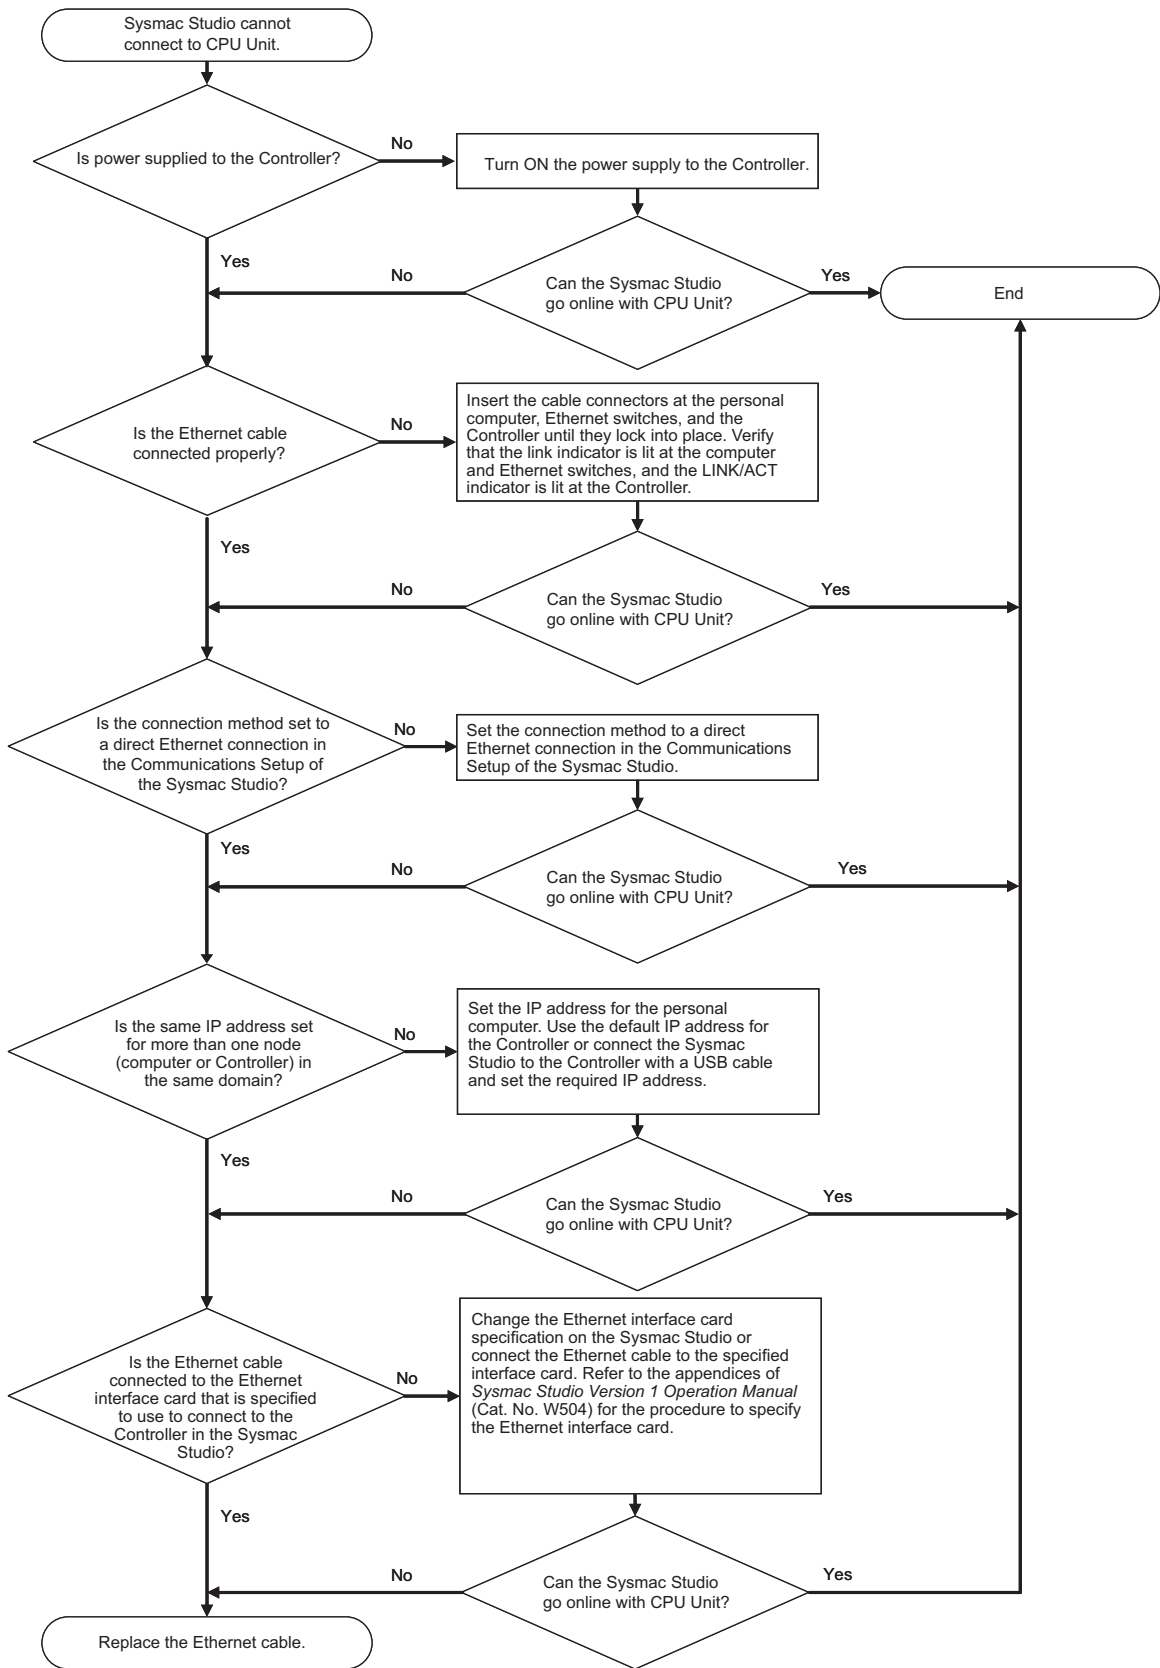 Sysmac Studio cannot
connect to CPU Unit.
Is power supplied to the Controller?
No
Turn ON the power supply to the Controller.
Yes
No
Can the Sysmac Studio
go online with CPU Unit?
Yes
End
Is the Ethernet cable
connected properly?
No
Insert the cable connectors at the personal
computer, Ethernet switches, and the
Controller until they lock into place. Verify
that the link indicator is lit at the computer
and Ethernet switches, and the LINK/ACT
indicator is lit at the Controller.
Yes
No
Can the Sysmac Studio
go online with CPU Unit?
Yes
Is the connection method set to
a direct Ethernet connection in
the Communications Setup of
the Sysmac Studio?
No
Set the connection method to a direct
Ethernet connection in the Communications
Setup of the Sysmac Studio.
Yes
No
Can the Sysmac Studio
go online with CPU Unit?
Yes
Is the same IP address set
for more than one node
(computer or Controller) in
the same domain?
No
Set the IP address for the personal
computer. Use the default IP address for
the Controller or connect the Sysmac
Studio to the Controller with a USB cable
and set the required IP address.
Yes
No
Can the Sysmac Studio
go online with CPU Unit?
Yes
Is the Ethernet cable
connected to the Ethernet
interface card that is specified
to use to connect to the
Controller in the Sysmac
Studio?
No
Change the Ethernet interface card
specification on the Sysmac Studio or
connect the Ethernet cable to the specified
interface card. Refer to the appendices of
Sysmac Studio Version 1 Operation Manual
(Cat. No. W504) for the procedure to specify
the Ethernet interface card.
Yes
No
Can the Sysmac Studio
go online with CPU Unit?
Yes
Replace the Ethernet cable.